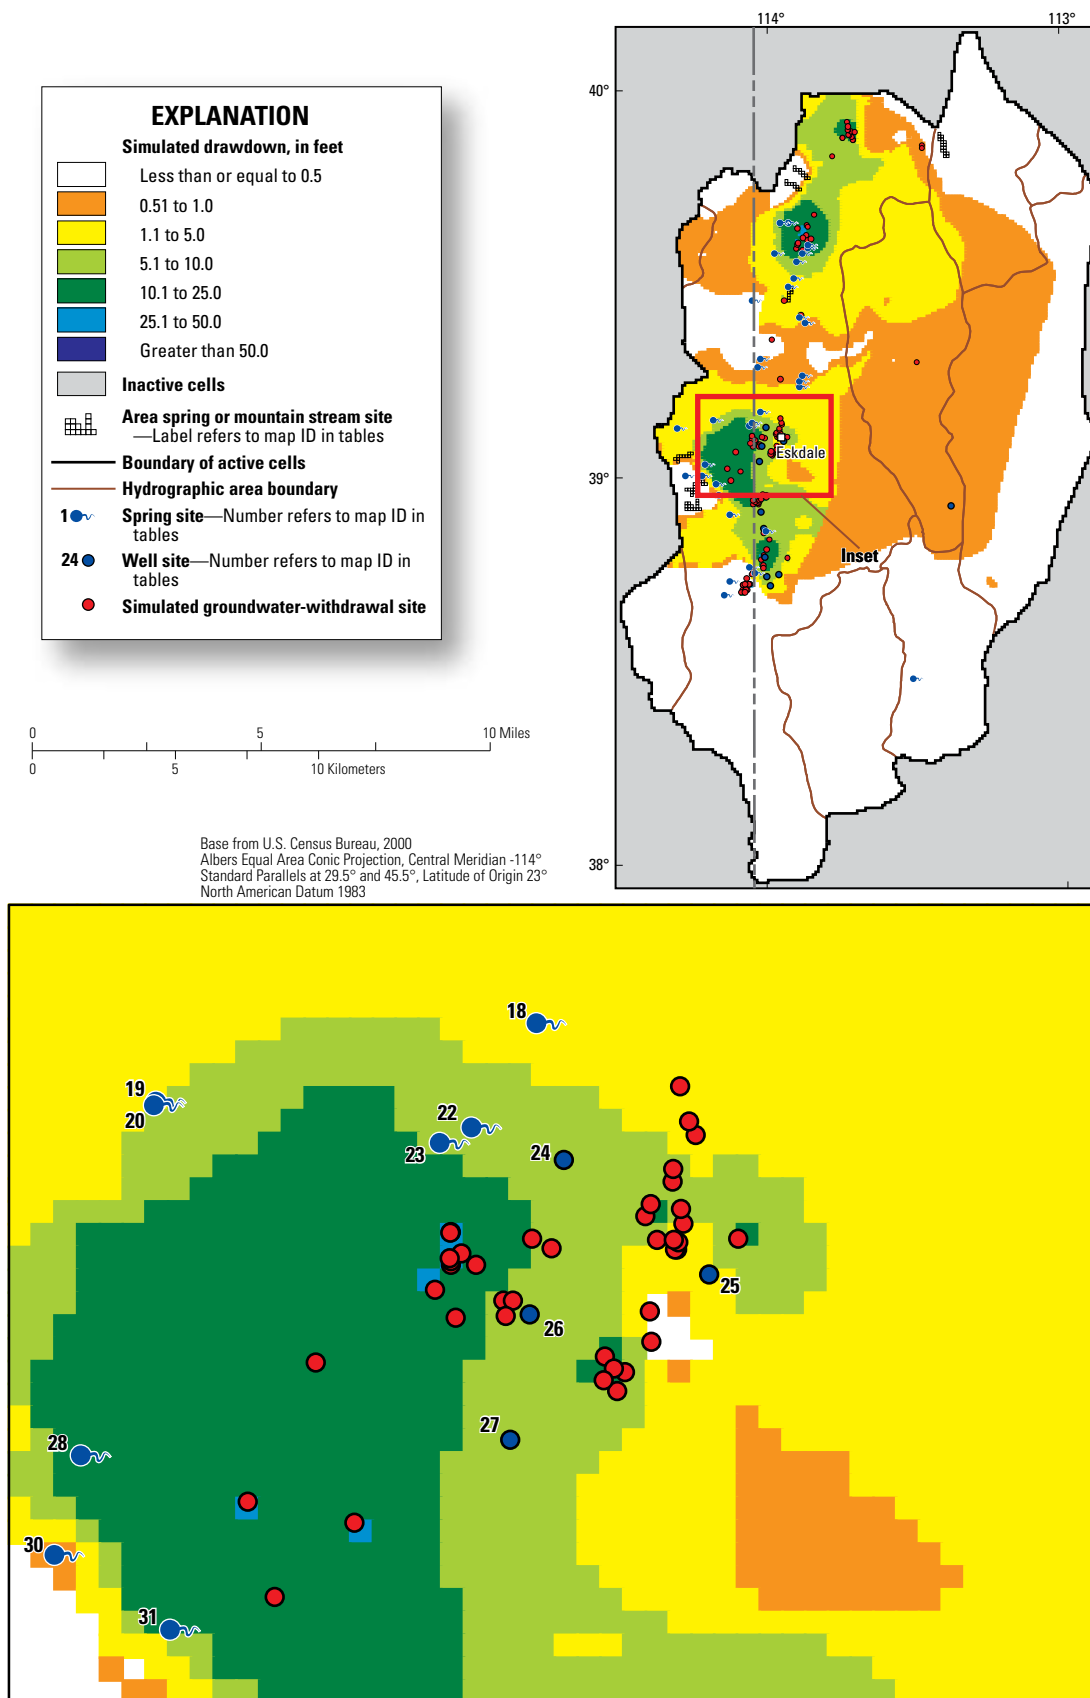 EXPLANATION
Simulated drawdown, in feet
Less than or equal to 0.5
0.51 to 1.0
1.1 to 5.0
5.1 to 10.0
10.1 to 25.0
25.1 to 50.0
Greater than 50.0
Inactive cells
Area spring or mountain stream site
—Label refers to map ID in tables
Boundary of active cells
Hydrographic area boundary
1 Spring site—Number refers to map ID in
tables
24 Well site—Number refers to map ID in
tables
Simulated groundwater-withdrawal site
0 5 10 Miles
0 5 10 Kilometers
Base from U.S. Census Bureau, 2000
Albers Equal Area Conic Projection, Central Meridian -114°
Standard Parallels at 29.5° and 45.5°, Latitude of Origin 23°
North American Datum 1983
114° 113°
40°
39°
38°
Eskdale
Inset
18
19
20
22
23
24
25
26
27
28
30
31